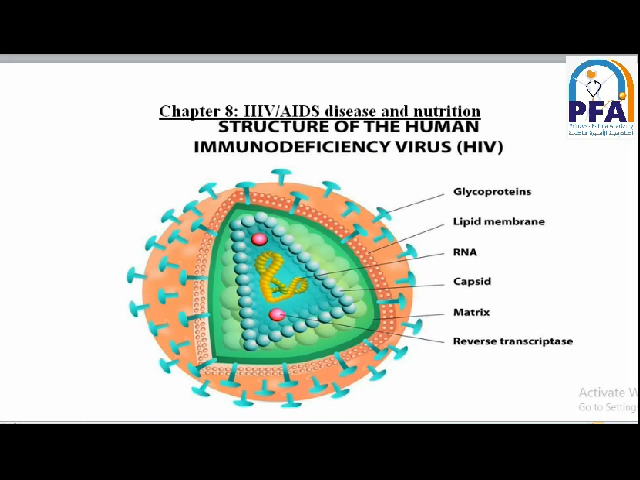 PFA
Chapter 8: HIV/AIDS disease and nutrition
STRUCTURE OF THE HUMAN
IMMUNODEFICIENCY VIRUS (HIV)
Glycoproteins
Lipid membrane
RNA
Capsid
Matrix
Reverse transcriptase
Activate W
Go to Setting